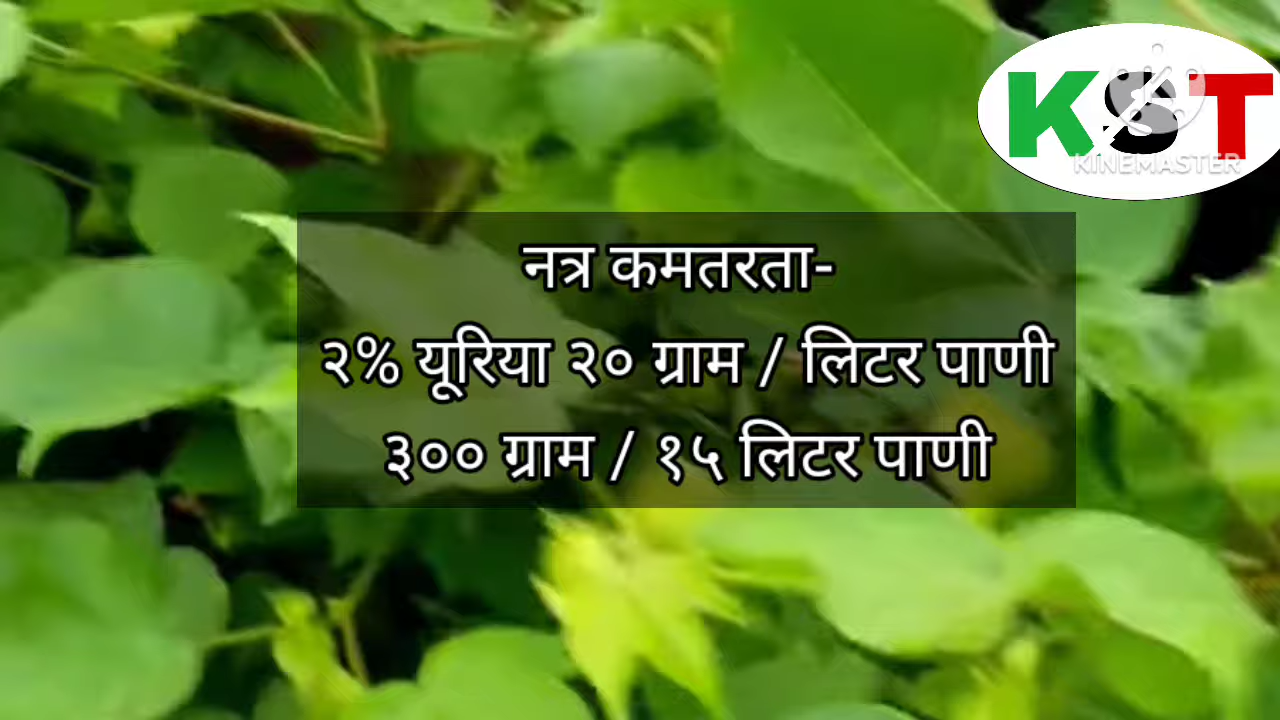 KST
KINEMASTER
नत्र कमतरता-
२% यूरिया २० ग्राम / लिटर पाणी
३०० ग्राम / १५ लिटर पाणी